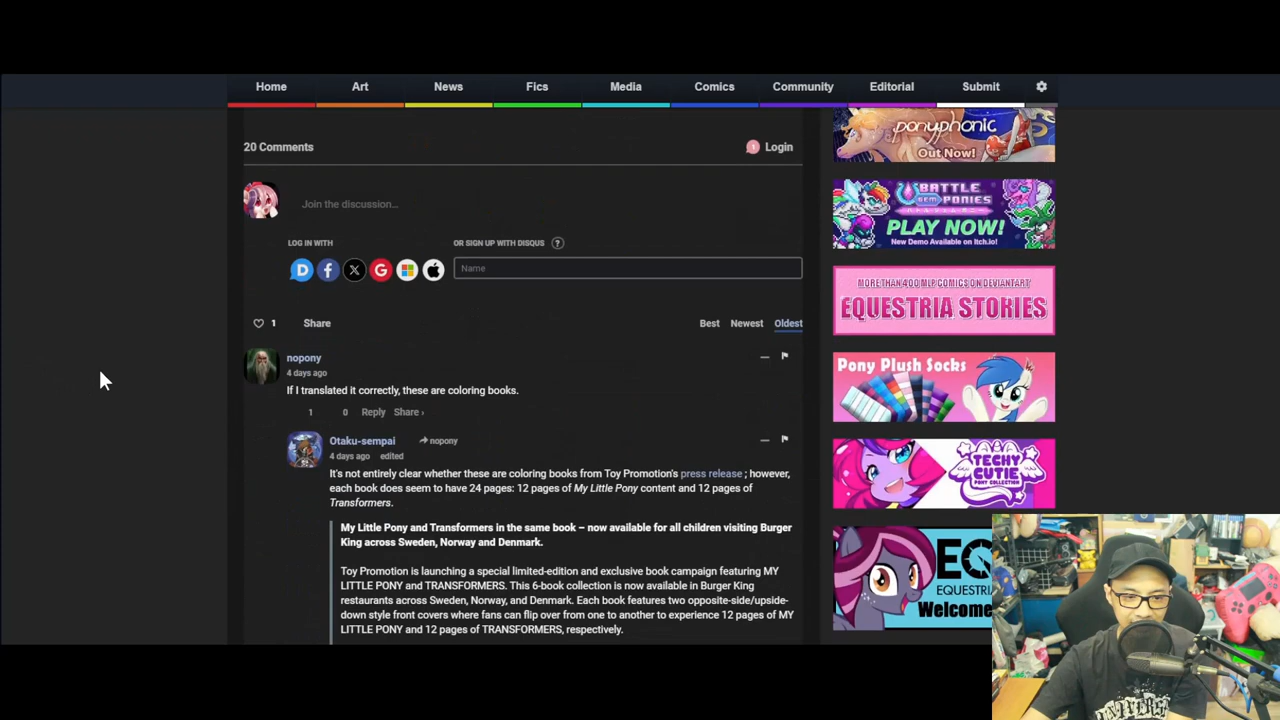 Home Art News Fics Media Comics Community Editorial Submit
20 Comments
Login
Join the discussion...
LOG IN WITH
OR SIGN UP WITH DISQUS ?
D f X G
Name
1 Share
Best Newest Oldest
nopony
4 days ago
If I translated it correctly, these are coloring books.
1 0 Reply Share ›
Otaku-sempai nopony
4 days ago edited
It's not entirely clear whether these are coloring books from Toy Promotion's press release ; however,
each book does seem to have 24 pages: 12 pages of My Little Pony content and 12 pages of
Transformers.
My Little Pony and Transformers in the same book – now available for all children visiting Burger
King across Sweden, Norway and Denmark.
Toy Promotion is launching a special limited-edition and exclusive book campaign featuring MY
LITTLE PONY and TRANSFORMERS. This 6-book collection is now available in Burger King
restaurants across Sweden, Norway, and Denmark. Each book features two opposite-side/upside-
down style front covers where fans can flip over from one to another to experience 12 pages of MY
LITTLE PONY and 12 pages of TRANSFORMERS, respectively.
ponyphonic
Out Now!
BATTLE
GEM PONIES
PLAY NOW!
New Demo Available on Itch.io!
MORE THAN 400 MLP COMICS ON DEVIANTART
EQUESTRIA STORIES
Pony Plush Socks
TECHY
CUTIE
PONY COLLECTION
EQ
EQUESTRIA
Welcome